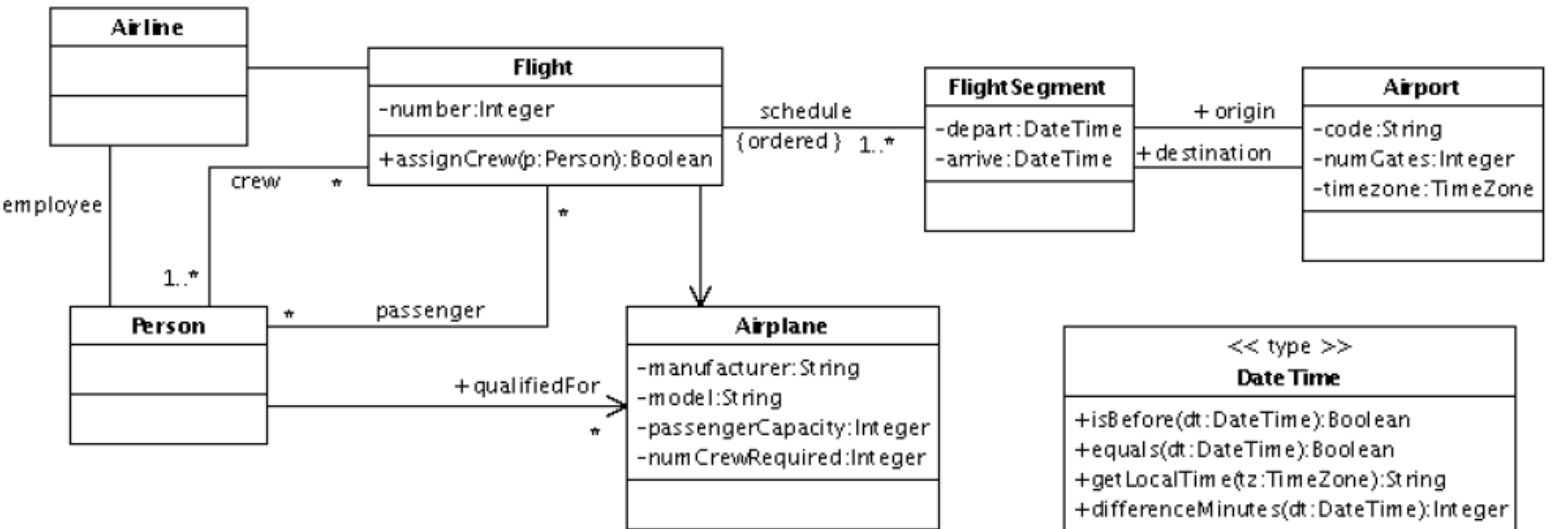 Airline
Flight
-number:Integer
+assignCrew(p:Person):Boolean
schedule
{ordered} 1..*
FlightSegment
-depart:DateTime
-arrive:DateTime
+ origin
+destination
Airport
-code:String
-numGates:Integer
-timezone:TimeZone
crew *
employee
*
1..*
Person
* passenger
+qualifiedFor
*
Airplane
-manufacturer:String
-model:String
-passengerCapacity:Integer
-numCrewRequired:Integer
<< type >>
DateTime
+isBefore(dt:DateTime):Boolean
+equals(dt:DateTime):Boolean
+getLocalTime(tz:TimeZone):String
+differenceMinutes(dt:DateTime):Integer